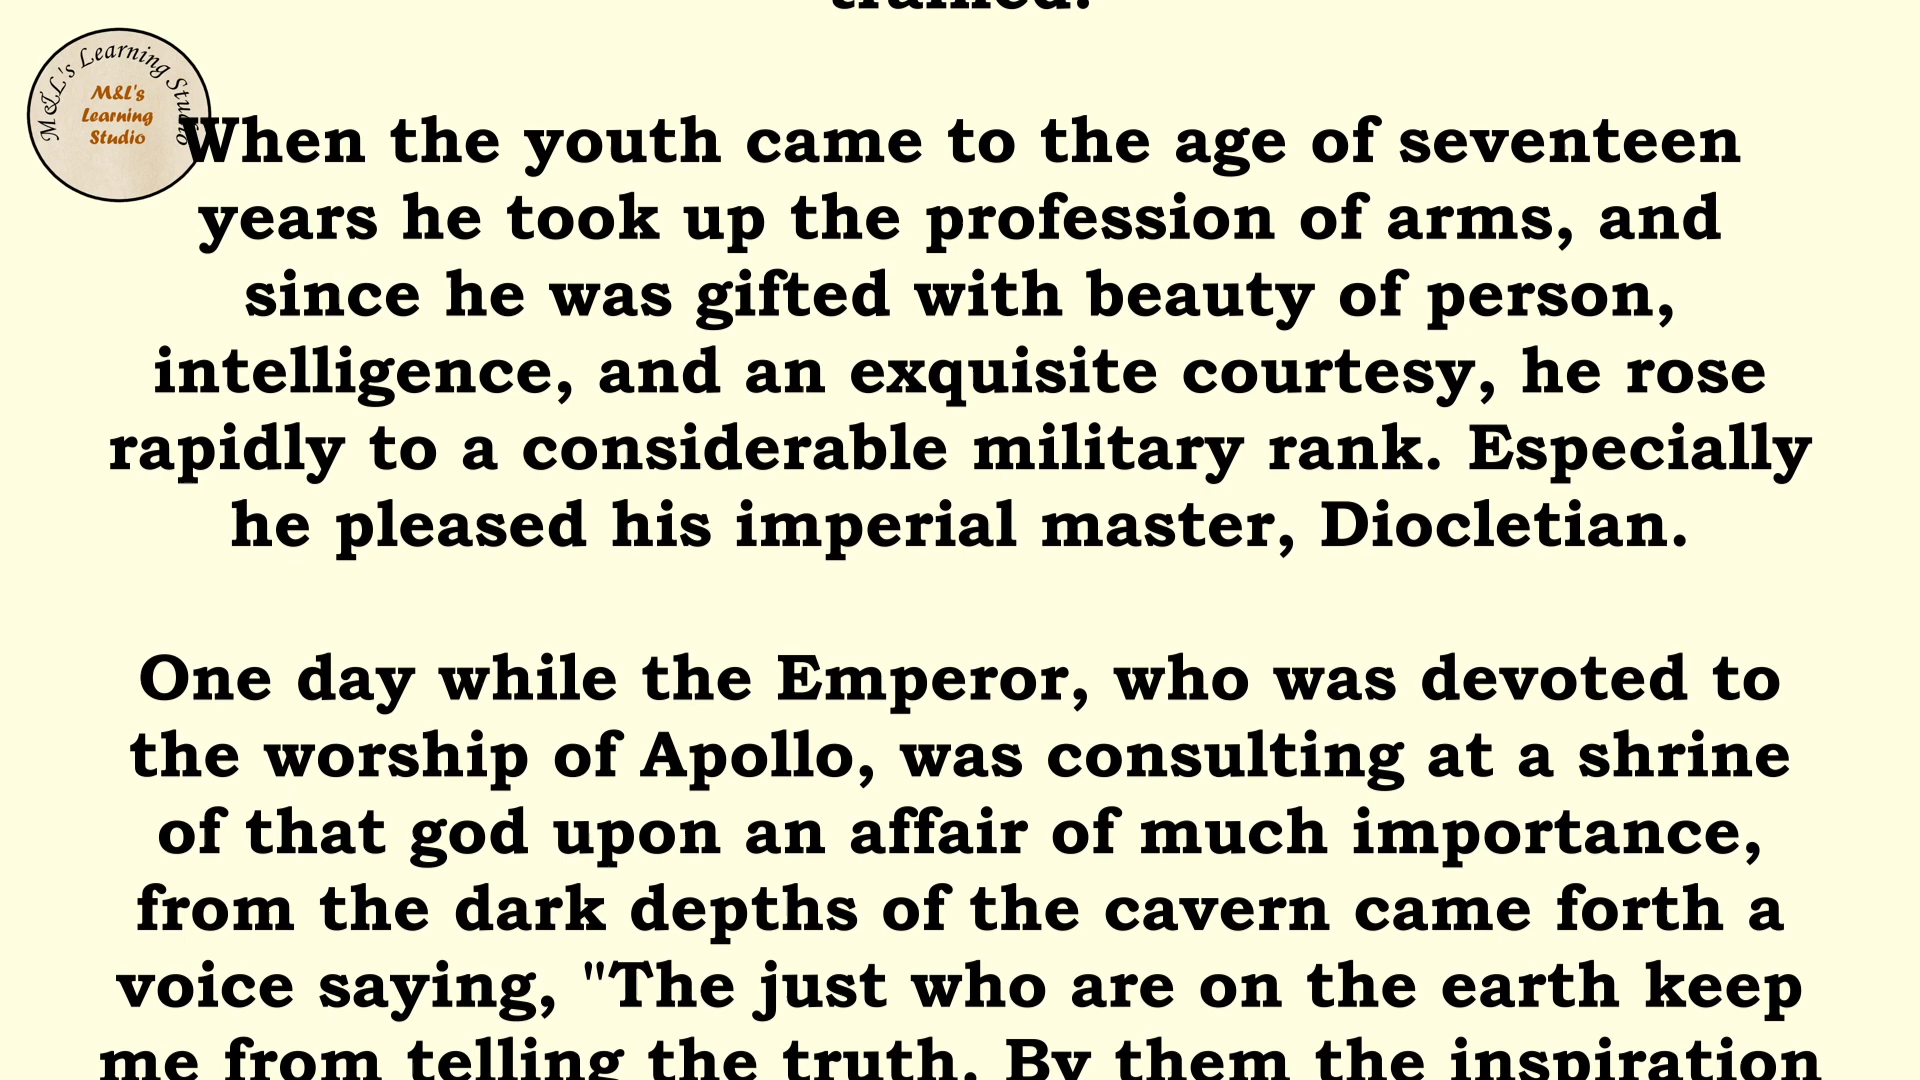 trained.
M&L's Learning Studio
M&L's
Learning
Studio
When the youth came to the age of seventeen
years he took up the profession of arms, and
since he was gifted with beauty of person,
intelligence, and an exquisite courtesy, he rose
rapidly to a considerable military rank. Especially
he pleased his imperial master, Diocletian.
One day while the Emperor, who was devoted to
the worship of Apollo, was consulting at a shrine
of that god upon an affair of much importance,
from the dark depths of the cavern came forth a
voice saying, "The just who are on the earth keep
me from telling the truth. By them the inspiration